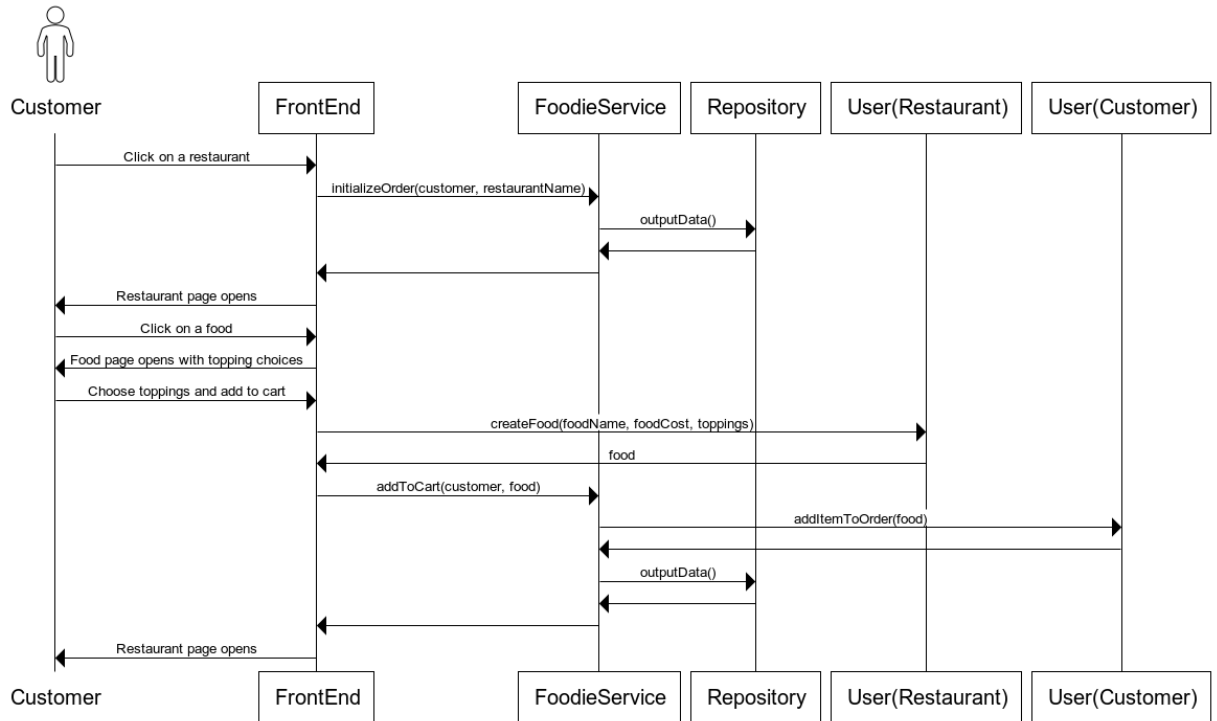 Customer
FrontEnd
FoodieService
Repository
User(Restaurant)
User(Customer)
Click on a restaurant
initializeOrder(customer, restaurantName)
outputData()
Restaurant page opens
Click on a food
Food page opens with topping choices
Choose toppings and add to cart
createFood(foodName, foodCost, toppings)
food
addToCart(customer, food)
addItemToOrder(food)
outputData()
Restaurant page opens
Customer
FrontEnd
FoodieService
Repository
User(Restaurant)
User(Customer)